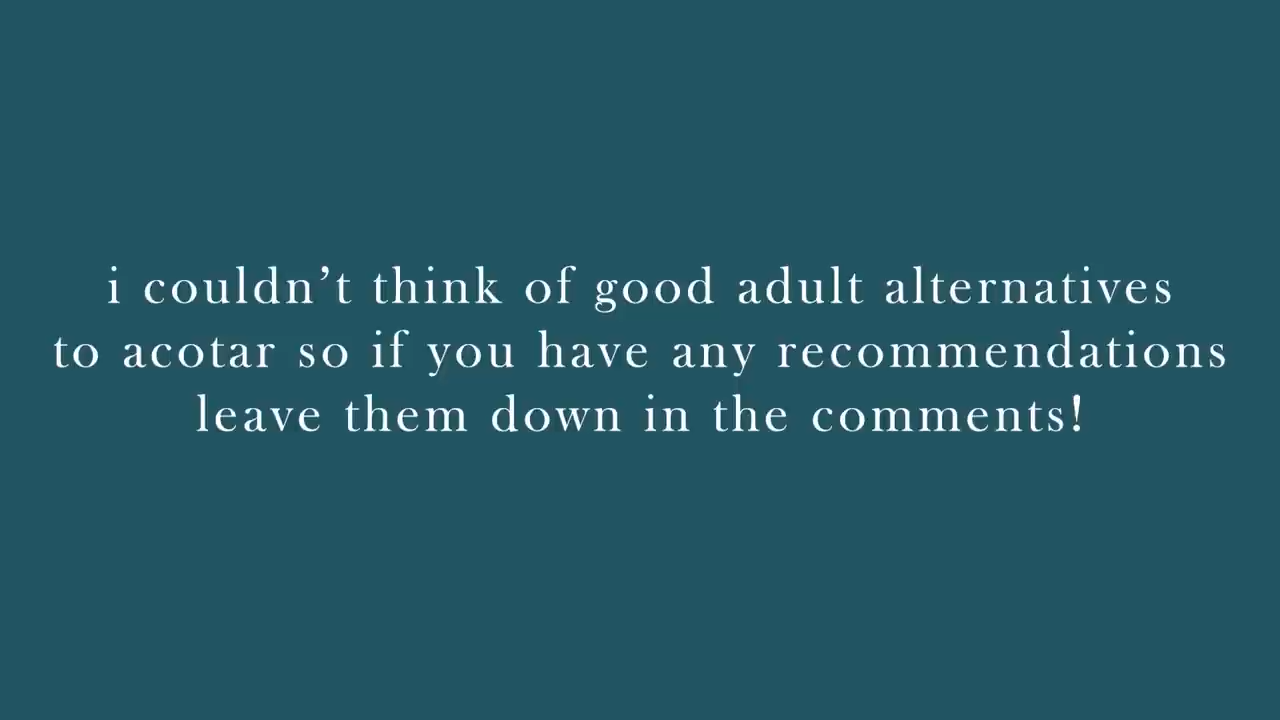 i couldn’t think of good adult alternatives
to acotar so if you have any recommendations
leave them down in the comments!